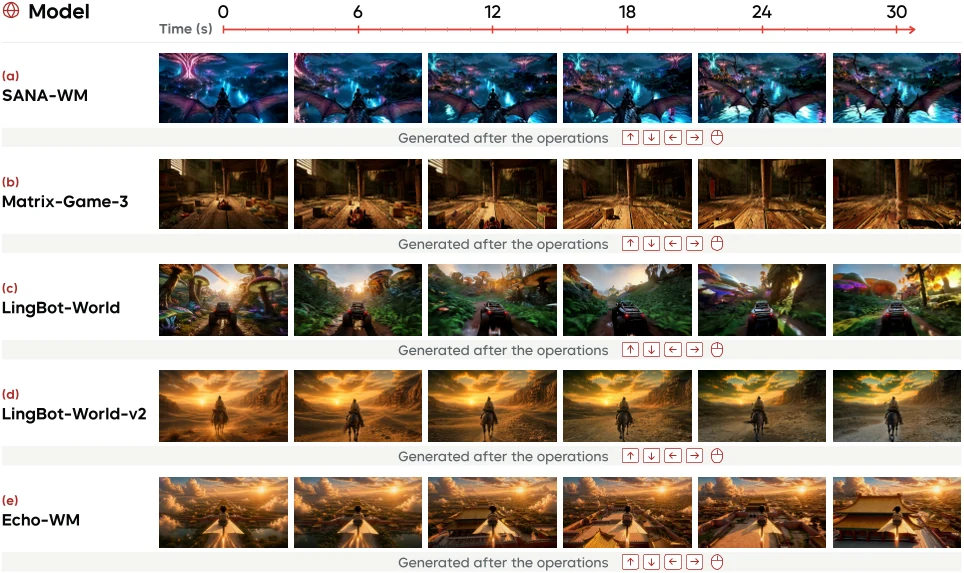 Model
0 6 12 18 24 30
Time (s)
(a)
SANA-WM
Generated after the operations ↑ ↓ ← →
(b)
Matrix-Game-3
Generated after the operations ↑ ↓ ← →
(c)
LingBot-World
Generated after the operations ↑ ↓ ← →
(d)
LingBot-World-v2
Generated after the operations ↑ ↓ ← →
(e)
Echo-WM
Generated after the operations ↑ ↓ ← →